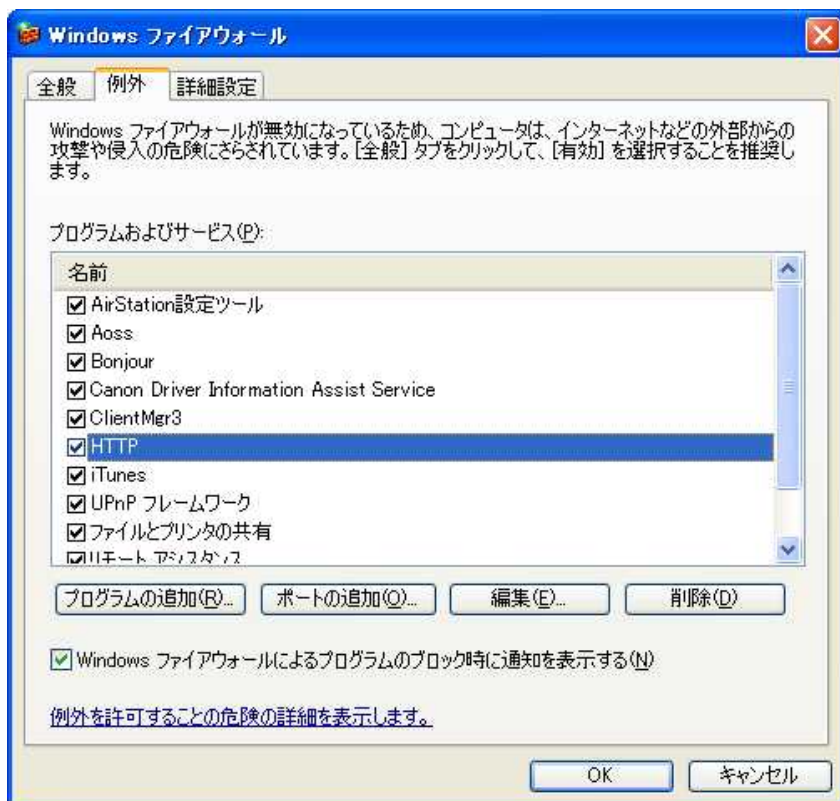 Windows ファイアウォール
全般 例外 詳細設定
Windows ファイアウォールが無効になっているため、コンピュータは、インターネットなどの外部からの
攻撃や侵入の危険にさらされています。[全般] タブをクリックして、[有効] を選択することを推奨し
ます。
プログラムおよびサービス(P):
名前
AirStation設定ツール
Aoss
Bonjour
Canon Driver Information Assist Service
ClientMgr3
HTTP
iTunes
UPnP フレームワーク
ファイルとプリンタの共有
リモート アシスタンス
プログラムの追加(R)... ポートの追加(O)... 編集(E)... 削除(D)
Windows ファイアウォールによるプログラムのブロック時に通知を表示する(N)
例外を許可することの危険の詳細を表示します。
OK キャンセル